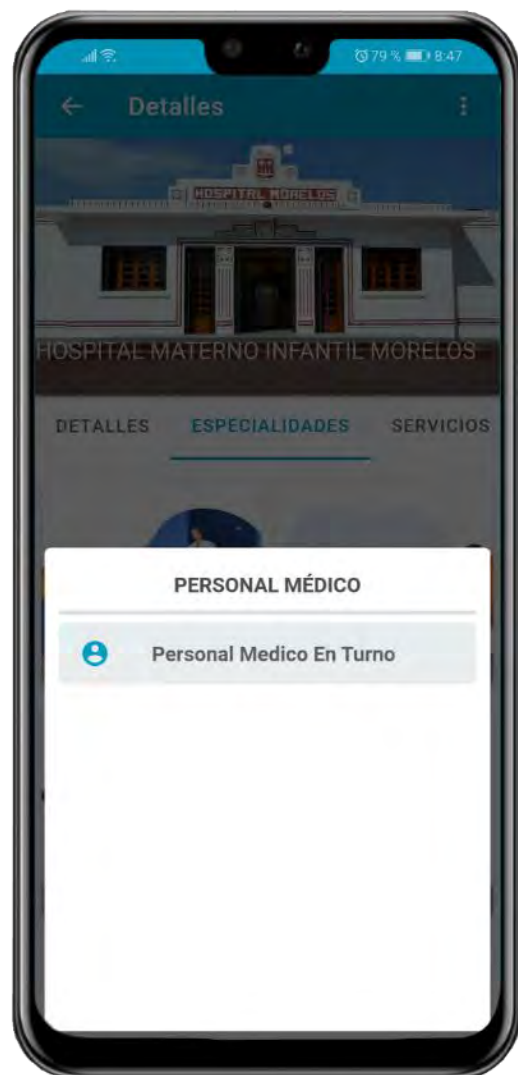 79 % 8:47
Detalles
HOSPITAL MORELOS
HOSPITAL MATERNO INFANTIL MORELOS
DETALLES ESPECIALIDADES SERVICIOS
PERSONAL MÉDICO
Personal Medico En Turno